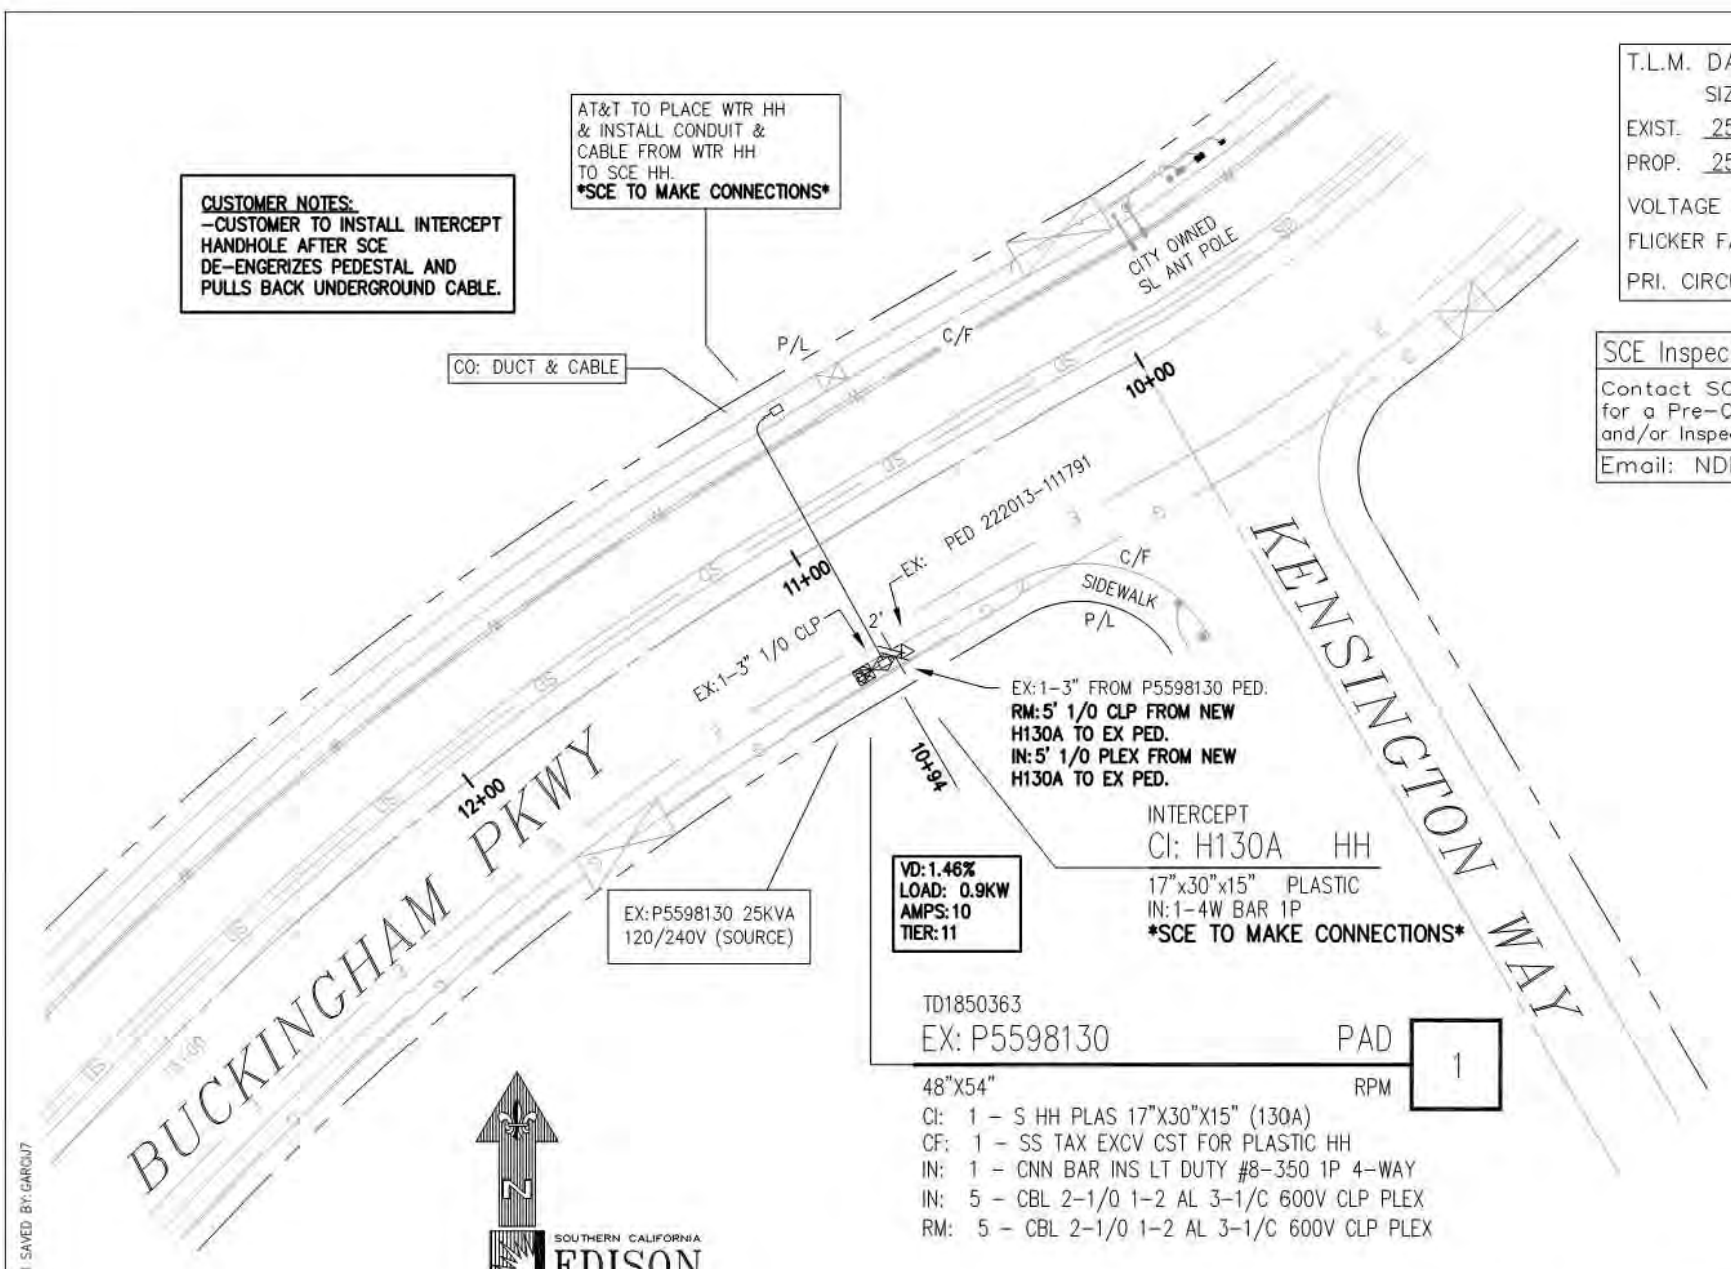 AT&T TO PLACE WTR HH
& INSTALL CONDUIT &
CABLE FROM WTR HH
TO SCE HH.
*SCE TO MAKE CONNECTIONS*
CUSTOMER NOTES:
-CUSTOMER TO INSTALL INTERCEPT
HANDHOLE AFTER SCE
DE-ENGERIZES PEDESTAL AND
PULLS BACK UNDERGROUND CABLE.
CO: DUCT & CABLE
T.L.M.
EXIST.
PROP.
VOLTAGE
FLICKER
PRI.
SCE
Contact
for a
and/or
Email:
CITY OWNED
SL ANT POLE
P/L
C/F
10+00
11+00
12+00
EX: PED 222013-111791
2'
EX:1-3" 1/0 CLP
C/F
SIDEWALK
P/L
EX:1-3" FROM P5598130 PED.
RM:5' 1/0 CLP FROM NEW
H130A TO EX PED.
IN:5' 1/0 PLEX FROM NEW
H130A TO EX PED.
10+94
INTERCEPT
CI: H130A HH
17"x30"x15" PLASTIC
IN:1-4W BAR 1P
*SCE TO MAKE CONNECTIONS*
VD:1.46%
LOAD: 0.9KW
AMPS:10
TIER:11
EX:P5598130 25KVA
120/240V (SOURCE)
BUCKINGHAM PKWY
KENSINGTON WAY
TD1850363
EX: P5598130 PAD
1
48"X54" RPM
CI: 1 - S HH PLAS 17"X30"X15" (130A)
CF: 1 - SS TAX EXCV CST FOR PLASTIC HH
IN: 1 - CNN BAR INS LT DUTY #8-350 1P 4-WAY
IN: 5 - CBL 2-1/0 1-2 AL 3-1/C 600V CLP PLEX
RM: 5 - CBL 2-1/0 1-2 AL 3-1/C 600V CLP PLEX
N
SOUTHERN CALIFORNIA
EDISON
SAVED BY: GARCIJ7